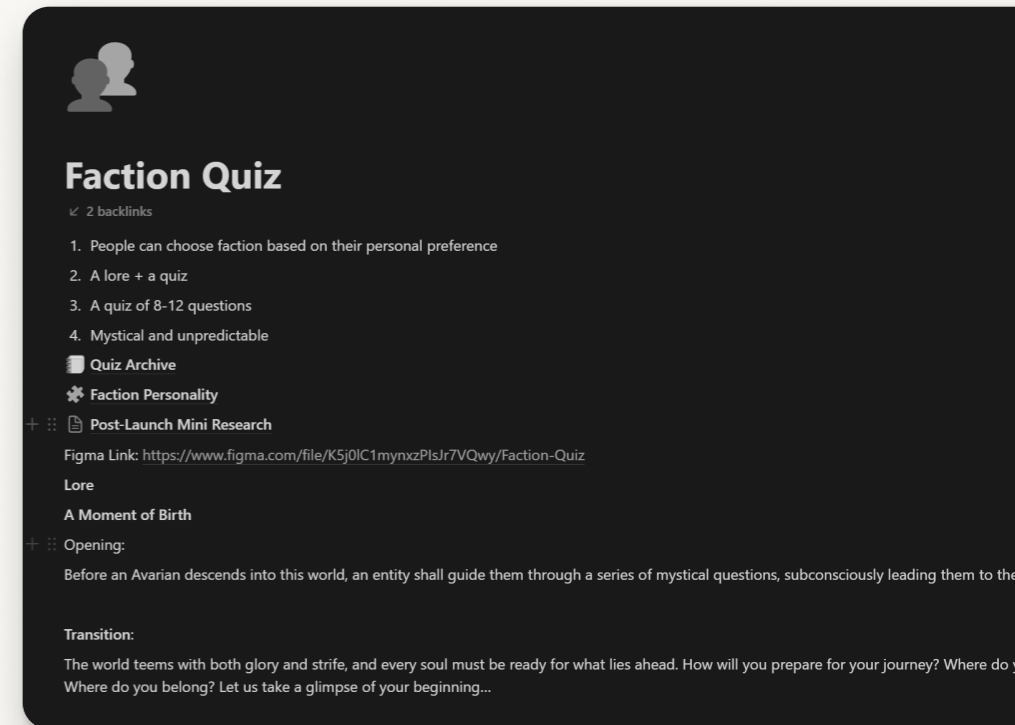 Faction Quiz
↙ 2 backlinks
1. People can choose faction based on their personal preference
2. A lore + a quiz
3. A quiz of 8-12 questions
4. Mystical and unpredictable
Quiz Archive
Faction Personality
Post-Launch Mini Research
Figma Link: https://www.figma.com/file/K5j0lC1mynxzPIsJr7VQwy/Faction-Quiz
Lore
A Moment of Birth
Opening:
Before an Avarian descends into this world, an entity shall guide them through a series of mystical questions, subconsciously leading them to the
Transition:
The world teems with both glory and strife, and every soul must be ready for what lies ahead. How will you prepare for your journey? Where do
Where do you belong? Let us take a glimpse of your beginning...